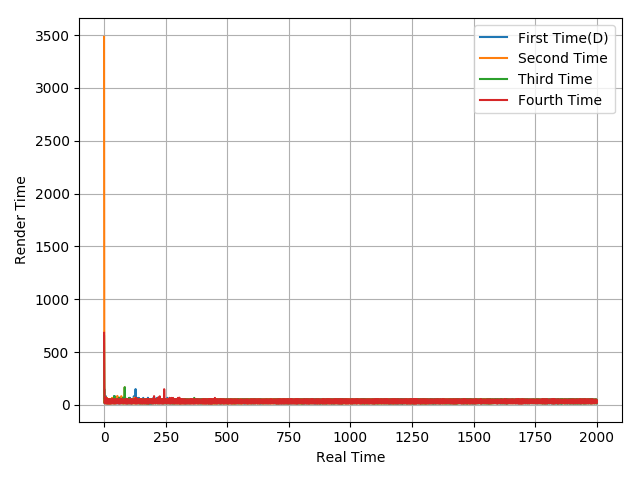 3500
3000
2500
2000
1500
1000
500
0
Render Time
First Time(D)
Second Time
Third Time
Fourth Time
0 250 500 750 1000 1250 1500 1750 2000
Real Time